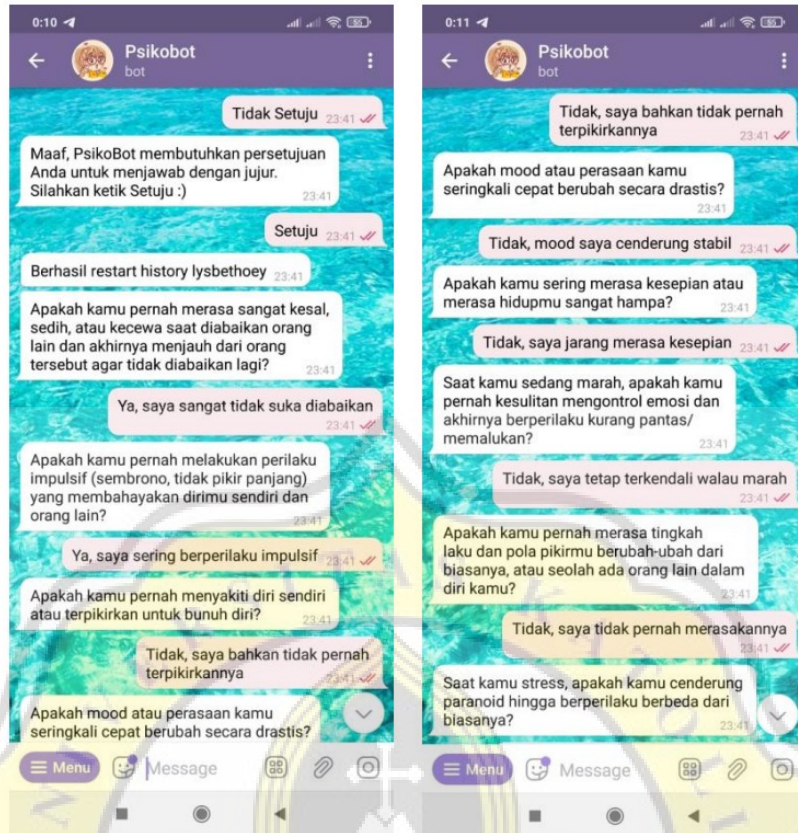 0:10
55
Psikobot
bot
Tidak Setuju 23:41
Maaf, PsikoBot membutuhkan persetujuan
Anda untuk menjawab dengan jujur.
Silahkan ketik Setuju :)
23:41
Setuju 23:41
Berhasil restart history lysbethoey 23:41
Apakah kamu pernah merasa sangat kesal,
sedih, atau kecewa saat diabaikan orang
lain dan akhirnya menjauh dari orang
tersebut agar tidak diabaikan lagi?
23:41
Ya, saya sangat tidak suka diabaikan
23:41
Apakah kamu pernah melakukan perilaku
impulsif (sembrono, tidak pikir panjang)
yang membahayakan dirimu sendiri dan
orang lain?
23:41
Ya, saya sering berperilaku impulsif 23:41
Apakah kamu pernah menyakiti diri sendiri
atau terpikirkan untuk bunuh diri?
23:41
Tidak, saya bahkan tidak pernah
terpikirkannya
23:41
Apakah mood atau perasaan kamu
seringkali cepat berubah secara drastis?
Menu
Message
0:11
55
Psikobot
bot
Tidak, saya bahkan tidak pernah
terpikirkannya
23:41
Apakah mood atau perasaan kamu
seringkali cepat berubah secara drastis?
23:41
Tidak, mood saya cenderung stabil 23:41
Apakah kamu sering merasa kesepian atau
merasa hidupmu sangat hampa?
23:41
Tidak, saya jarang merasa kesepian 23:41
Saat kamu sedang marah, apakah kamu
pernah kesulitan mengontrol emosi dan
akhirnya berperilaku kurang pantas/
memalukan?
23:41
Tidak, saya tetap terkendali walau marah
23:41
Apakah kamu pernah merasa tingkah
laku dan pola pikirmu berubah-ubah dari
biasanya, atau seolah ada orang lain dalam
diri kamu?
23:41
Tidak, saya tidak pernah merasakannya
23:41
Saat kamu stress, apakah kamu cenderung
paranoid hingga berperilaku berbeda dari
biasanya?
23:41
Menu
Message